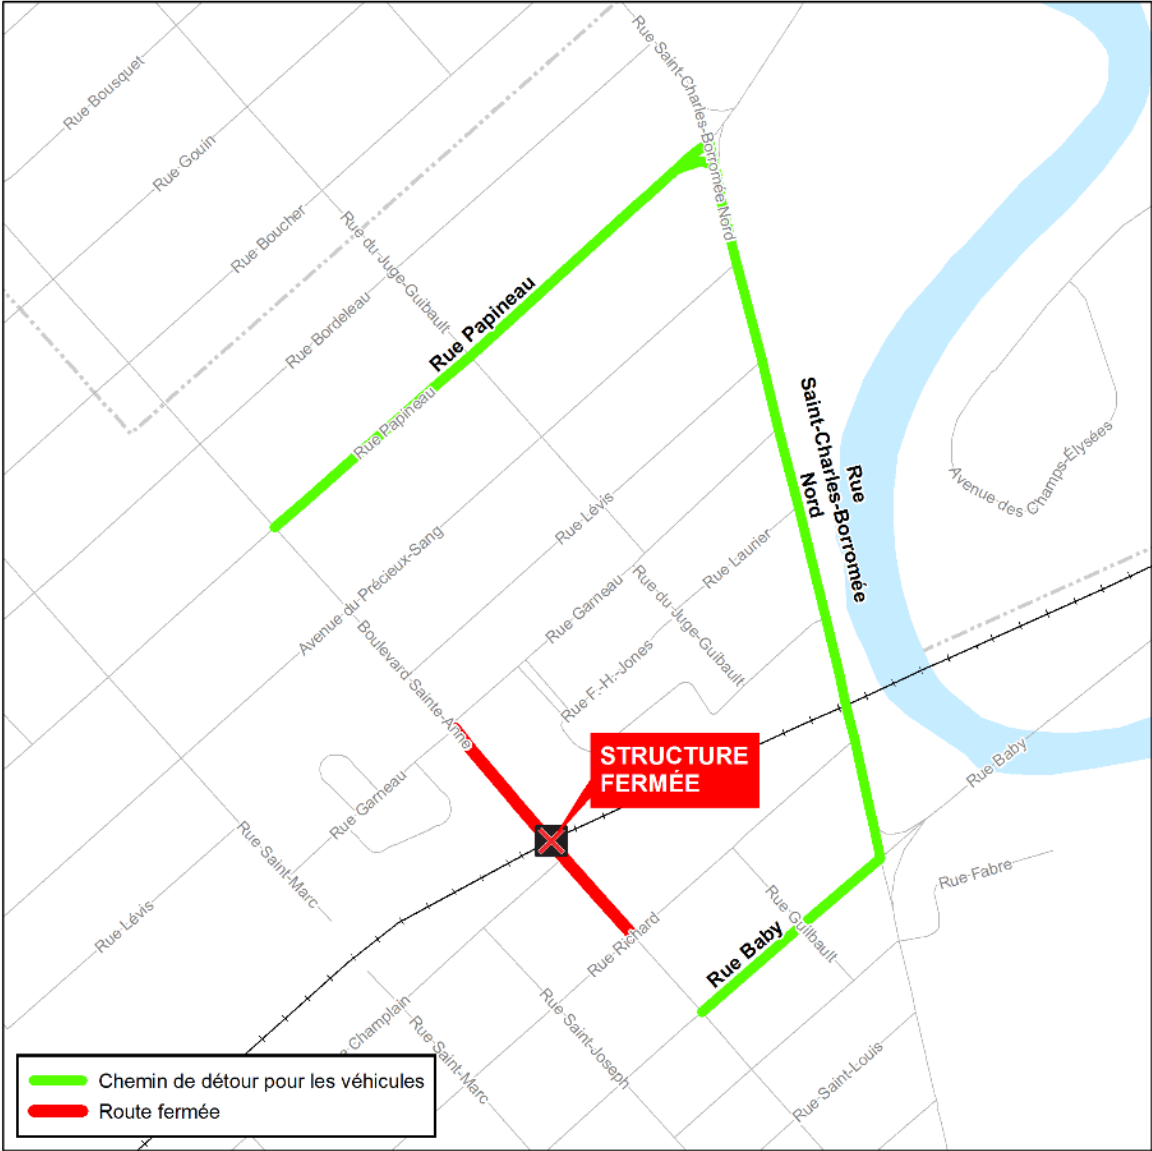 Rue Saint-Charles-Borromée Nord
Rue Bousquet
Rue Gouin
Rue Boucher
Rue du Juge-Guibault
Rue Bordeleau
Rue Papineau
Rue Papineau
Rue
Saint-Charles-Borromée
Nord
Avenue des Champs-Élysées
Rue Lévis
Avenue du Précieux-Sang
Rue Laurier
Rue Garneau
Rue du Juge-Guibault
Boulevard Sainte-Anne
Rue F.-H.-Jones
STRUCTURE
FERMÉE
Rue Baby
Rue Garneau
Rue Saint-Marc
Rue Fabre
Rue Guilbault
Rue Lévis
Rue Richard
Rue Baby
Champlain
Rue Saint-Joseph
Rue Saint-Marc
Rue Saint-Louis
Chemin de détour pour les véhicules
Route fermée